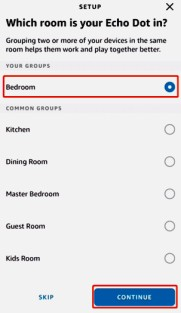 SETUP
Which room is your Echo Dot in?
Grouping two or more of your devices in the same
room helps them work and play together better.
YOUR GROUPS
Bedroom
COMMON GROUPS
Kitchen
Dining Room
Master Bedroom
Guest Room
Kids Room
SKIP CONTINUE